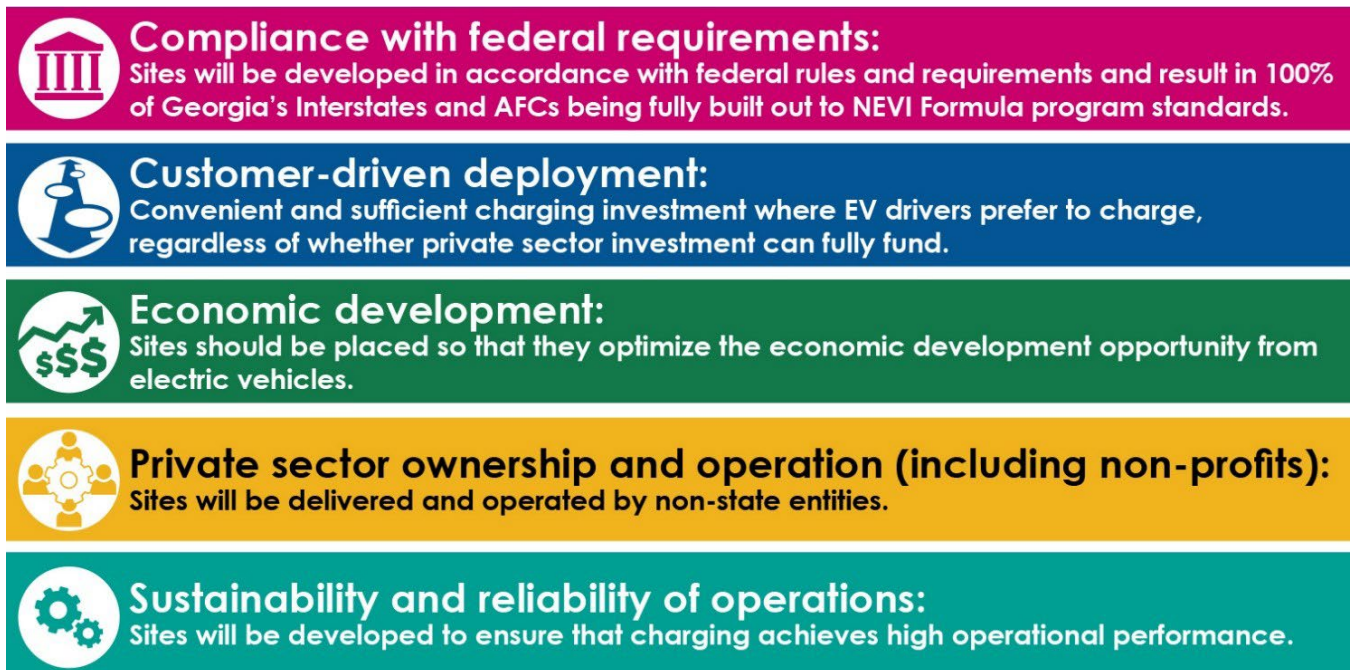 Compliance with federal requirements:
Sites will be developed in accordance with federal rules and requirements and result in 100%
of Georgia's Interstates and AFCs being fully built out to NEVI Formula program standards.
Customer-driven deployment:
Convenient and sufficient charging investment where EV drivers prefer to charge,
regardless of whether private sector investment can fully fund.
Economic development:
Sites should be placed so that they optimize the economic development opportunity from
electric vehicles.
$$$
Private sector ownership and operation (including non-profits):
Sites will be delivered and operated by non-state entities.
Sustainability and reliability of operations:
Sites will be developed to ensure that charging achieves high operational performance.